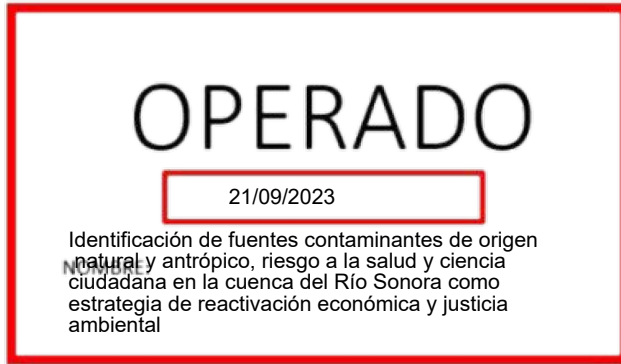 OPERADO
21/09/2023
Identificación de fuentes contaminantes de origen
NOMBRE: natural y antrópico, riesgo a la salud y ciencia
ciudadana en la cuenca del Río Sonora como
estrategia de reactivación económica y justicia
ambiental